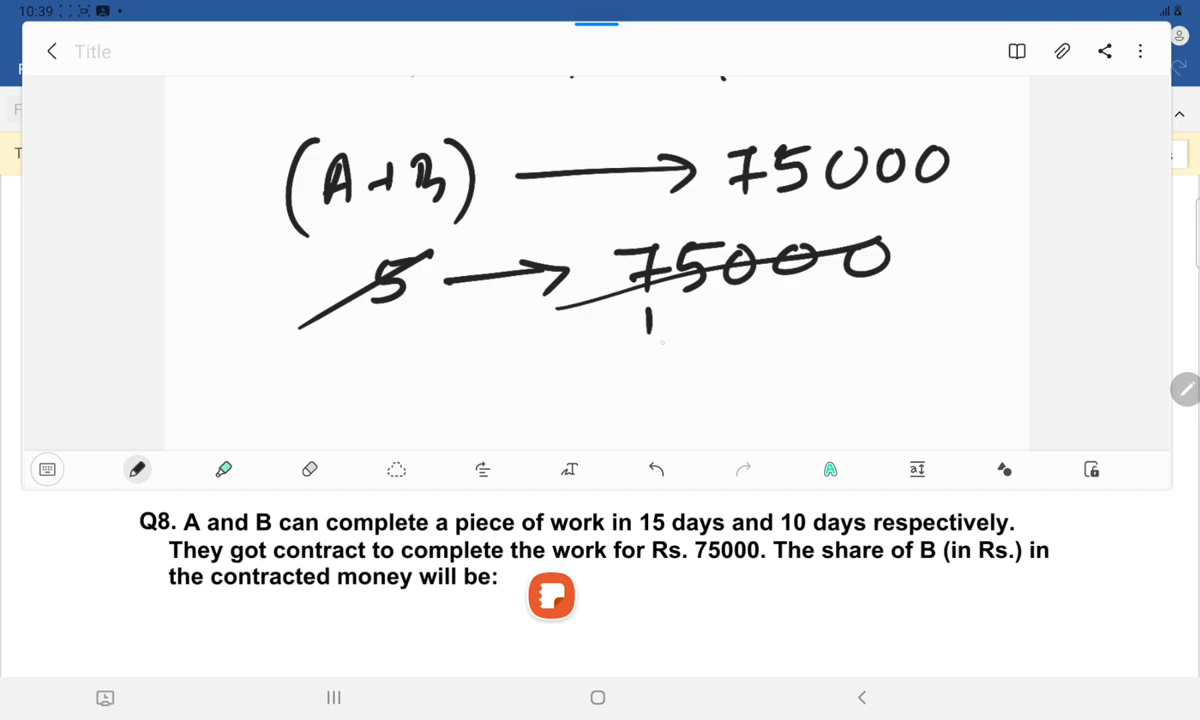 10:39
Title
(A+B) → 75000
5 → 75000
1
Q8. A and B can complete a piece of work in 15 days and 10 days respectively.
They got contract to complete the work for Rs. 75000. The share of B (in Rs.) in
the contracted money will be: